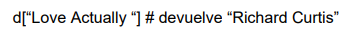 d[“Love Actually “] # devuelve “Richard Curtis”